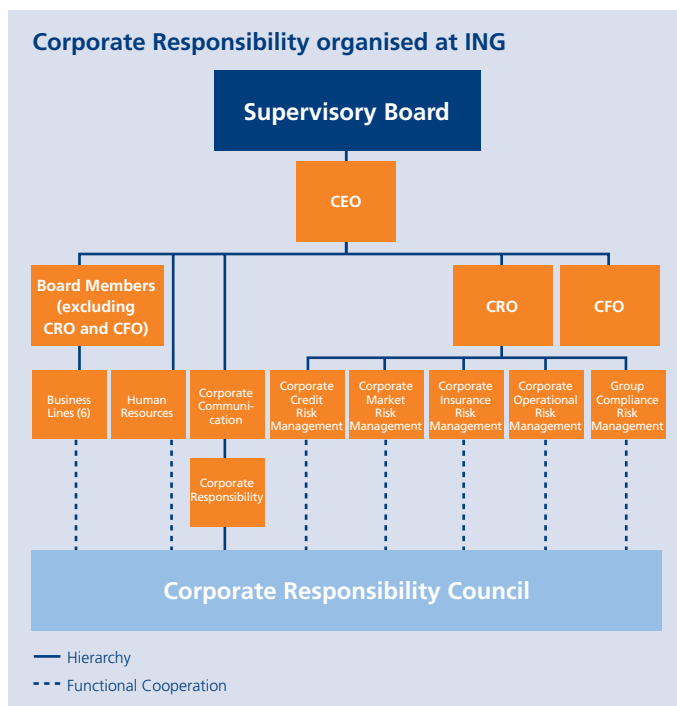 Corporate Responsibility organised at ING
Supervisory Board
CEO
Board Members
(excluding
CRO and CFO)
CRO
CFO
Business
Lines (6)
Human
Resources
Corporate
Communi-
cation
Corporate
Credit
Risk
Management
Corporate
Market
Risk
Management
Corporate
Insurance
Risk
Management
Corporate
Operational
Risk
Management
Group
Compliance
Risk
Management
Corporate
Responsibility
Corporate Responsibility Council
Hierarchy
Functional Cooperation